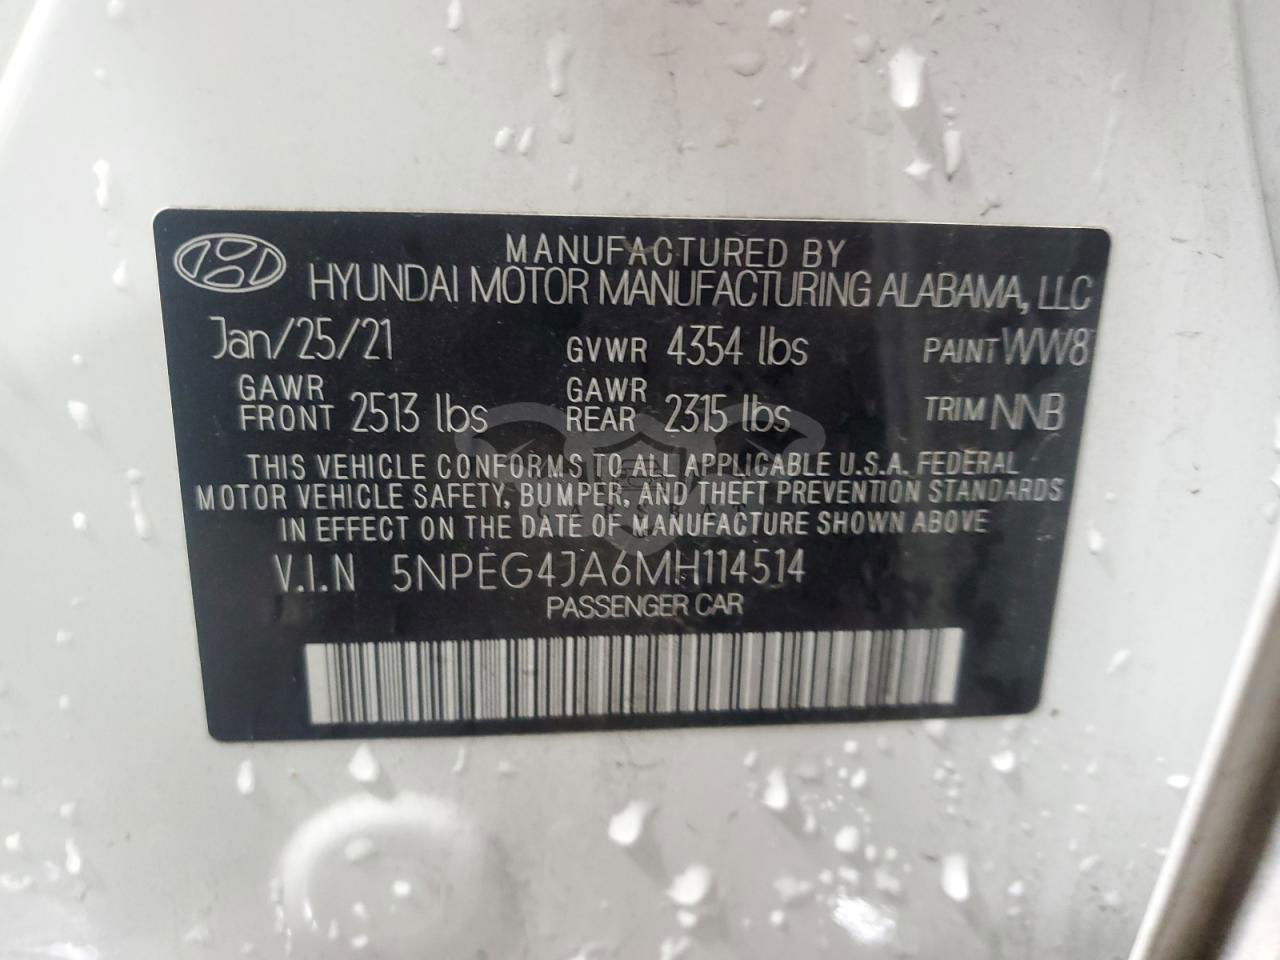 MANUFACTURED BY
HYUNDAI MOTOR MANUFACTURING ALABAMA, LLC
Jan/25/21 GVWR 4354 lbs PAINT WW8
GAWR FRONT 2513 lbs GAWR REAR 2315 lbs TRIM NNB
THIS VEHICLE CONFORMS TO ALL APPLICABLE U.S.A. FEDERAL
MOTOR VEHICLE SAFETY, BUMPER, AND THEFT PREVENTION STANDARDS
IN EFFECT ON THE DATE OF MANUFACTURE SHOWN ABOVE
V.I.N 5NPEG4JA6MH114514
PASSENGER CAR